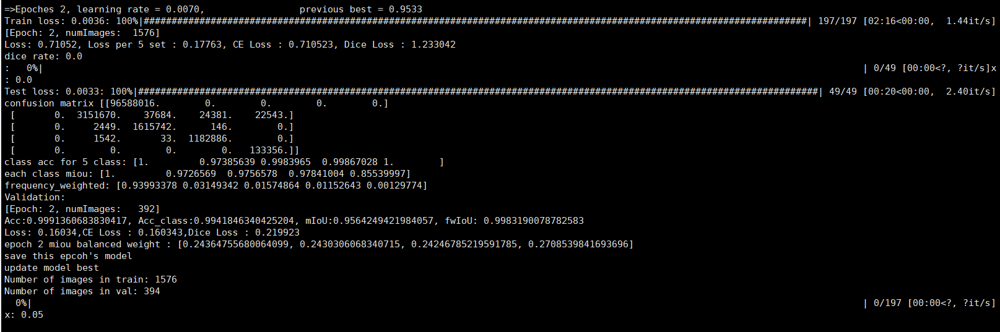 =>Epoches 2, learning rate = 0.0070,                 previous best = 0.9533
Train loss: 0.0036: 100%|#######################################################################################################################| 197/197 [02:16<00:00,  1.44it/s]
[Epoch: 2, numImages:  1576]
Loss: 0.71052, Loss per 5 set : 0.17763, CE Loss : 0.710523, Dice Loss : 1.233042
dice rate: 0.0
:   0%|                                                                                                                                                   | 0/49 [00:00<?, ?it/s]x
: 0.0
Test loss: 0.0033: 100%|##########################################################################################################################| 49/49 [00:20<00:00,  2.40it/s]
confusion matrix [[96588016.        0.        0.        0.        0.]
 [       0.  3151670.    37684.    24381.    22543.]
 [       0.     2449.  1615742.      146.        0.]
 [       0.     1542.       33.  1182886.        0.]
 [       0.        0.        0.        0.   133356.]]
class acc for 5 class: [1.         0.97385639 0.9983965  0.99867028 1.        ]
each class miou: [1.         0.9726569  0.9756578  0.97841004 0.85539997]
frequency_weighted: [0.93993378 0.03149342 0.01574864 0.01152643 0.00129774]
Validation:
[Epoch: 2, numImages:   392]
Acc:0.9991360683830417, Acc_class:0.9941846340425204, mIoU:0.9564249421984057, fwIoU: 0.9983190078782583
Loss: 0.16034,CE Loss : 0.160343,Dice Loss : 0.219923
epoch 2 miou balanced weight : [0.24364755680064099, 0.2430306068340715, 0.24246785219591785, 0.2708539841693696]
save this epcoh's model
update model best
Number of images in train: 1576
Number of images in val: 394
  0%|                                                                                                                                                     | 0/197 [00:00<?, ?it/s]
x: 0.05